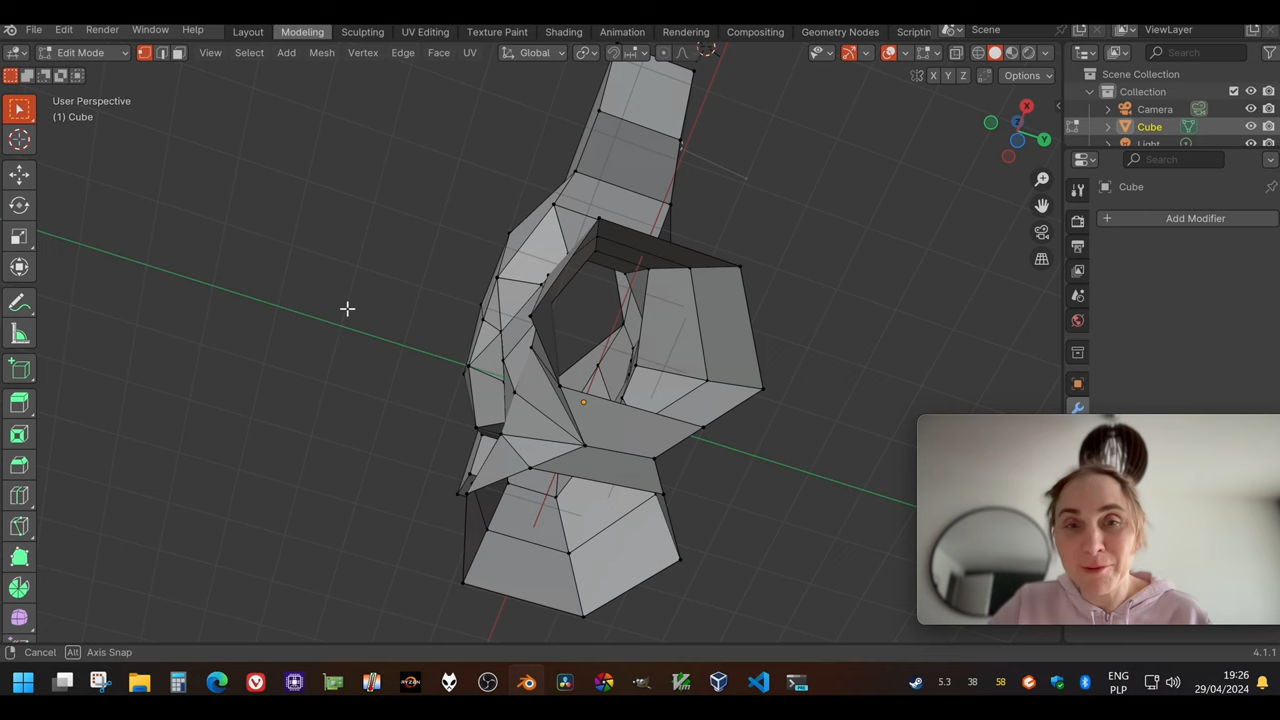 File Edit Render Window Help Layout Modeling Sculpting UV Editing Texture Paint Shading Animation Rendering Compositing Geometry Nodes Scripting Scene ViewLayer
Edit Mode View Select Add Mesh Vertex Edge Face UV Global Search
X Y Z Options Scene Collection
User Perspective Collection
(1) Cube Camera
X Y Z Cube
Light
Search
Cube
Add Modifier
Cancel Alt Axis Snap 4.1.1
5.3 38 58 ENG PLP 19:26
29/04/2024